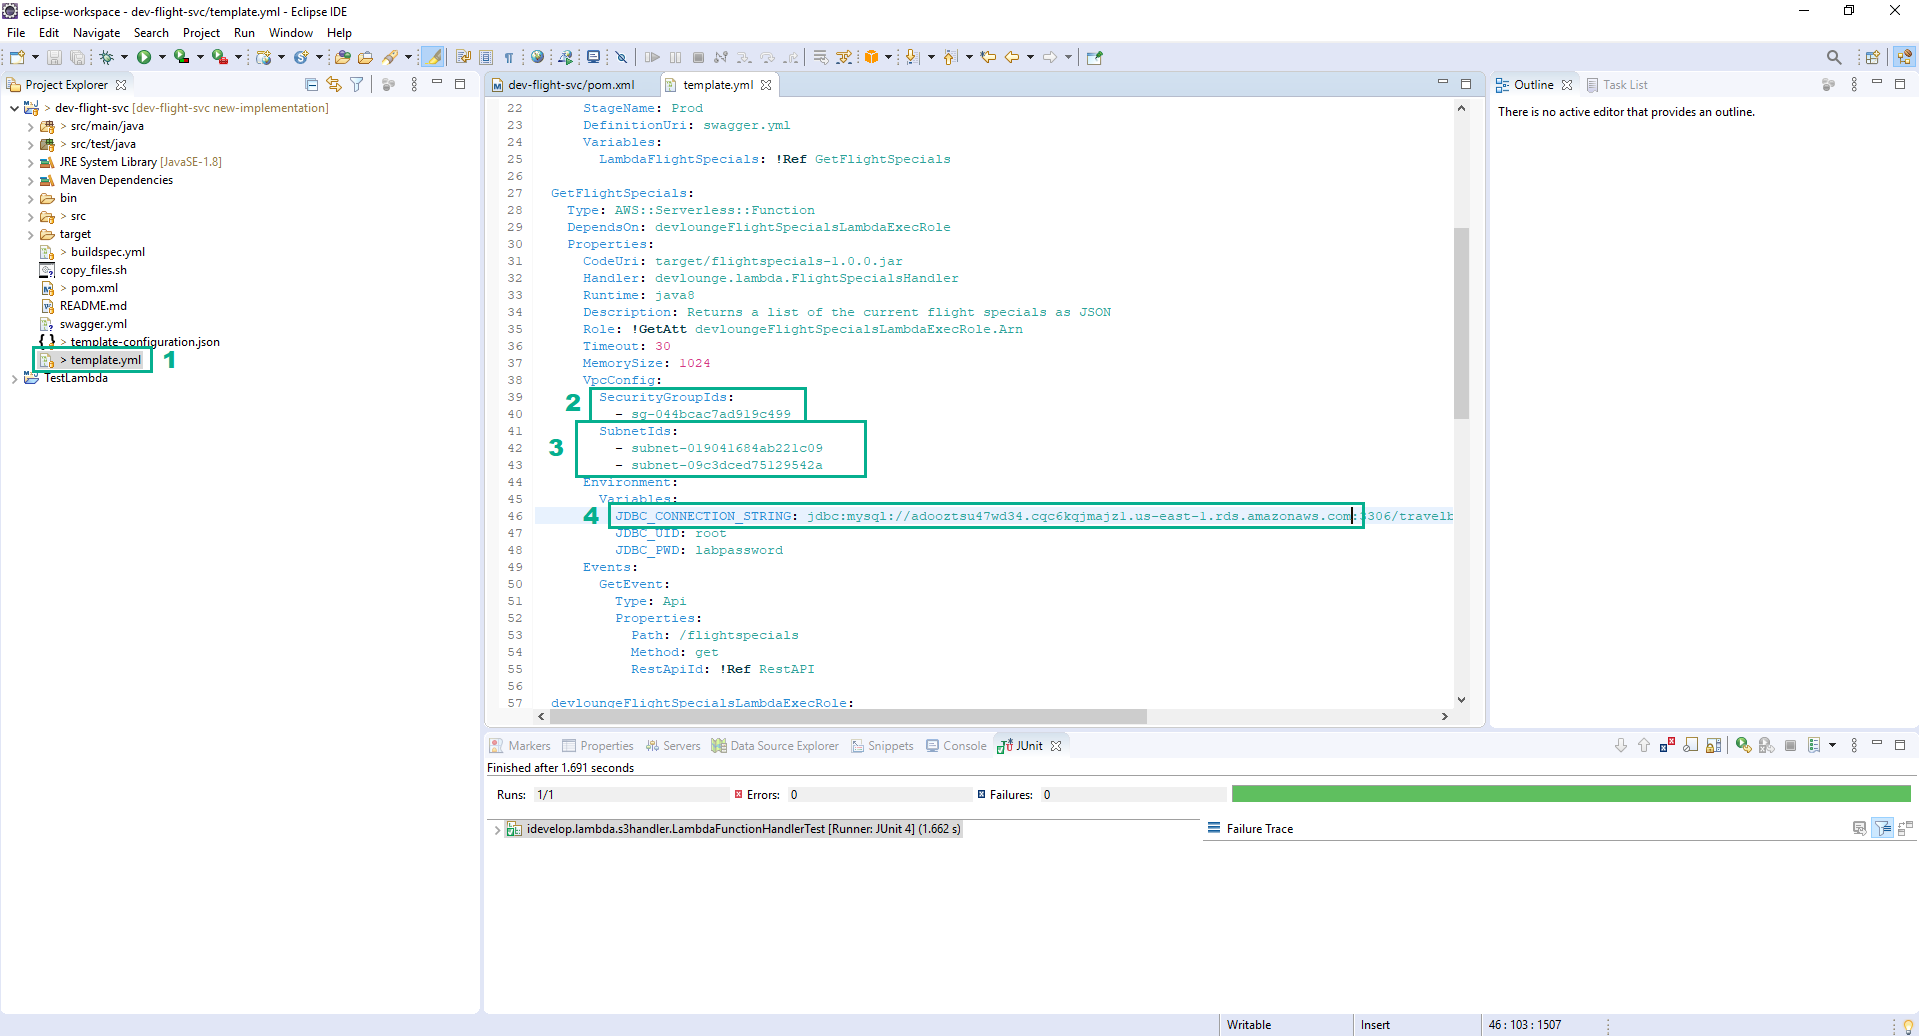 eclipse-workspace - dev-flight-svc/template.yml - Eclipse IDE
File Edit Navigate Search Project Run Window Help
Project Explorer
> dev-flight-svc [dev-flight-svc new-implementation]
> src/main/java
> src/test/java
JRE System Library [JavaSE-1.8]
Maven Dependencies
bin
> src
target
> buildspec.yml
copy_files.sh
> pom.xml
README.md
swagger.yml
> template-configuration.json
> template.yml 1
TestLambda
dev-flight-svc/pom.xml template.yml
22 StageName: Prod
23 DefinitionUri: swagger.yml
24 Variables:
25 LambdaFlightSpecials: !Ref GetFlightSpecials
26
27 GetFlightSpecials:
28 Type: AWS::Serverless::Function
29 DependsOn: devloungeFlightSpecialsLambdaExecRole
30 Properties:
31 CodeUri: target/flightspecials-1.0.0.jar
32 Handler: devlounge.lambda.FlightSpecialsHandler
33 Runtime: java8
34 Description: Returns a list of the current flight specials as JSON
35 Role: !GetAtt devloungeFlightSpecialsLambdaExecRole.Arn
36 Timeout: 30
37 MemorySize: 1024
38 VpcConfig:
39 SecurityGroupIds:
2
40 - sg-044bcac7ad919c499
41 SubnetIds:
3
42 - subnet-019041684ab221c09
43 - subnet-09c3dced75129542a
44 Environment:
45 Variables:
46 4 JDBC_CONNECTION_STRING: jdbc:mysql://adooztsu47wd34.cqc6kqjmajzl.us-east-1.rds.amazonaws.com:3306/travelb
47 JDBC_UID: root
48 JDBC_PWD: labpassword
49 Events:
50 GetEvent:
51 Type: Api
52 Properties:
53 Path: /flightspecials
54 Method: get
55 RestApiId: !Ref RestAPI
56
57 devloungeFlightSpecialsLambdaExecRole:
Outline Task List
There is no active editor that provides an outline.
Markers Properties Servers Data Source Explorer Snippets Console JUnit
Finished after 1.691 seconds
Runs: 1/1 Errors: 0 Failures: 0
idevelop.lambda.s3handler.LambdaFunctionHandlerTest [Runner: JUnit 4] (1.662 s)
Failure Trace
Writable Insert 46 : 103 : 1507